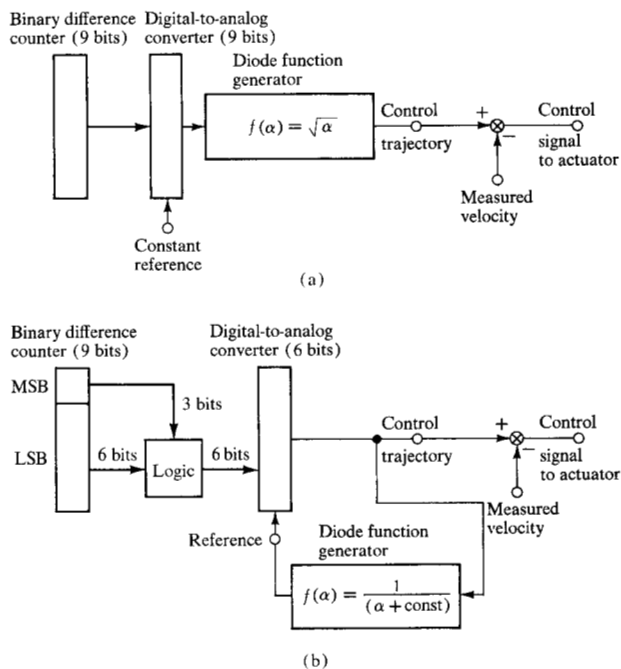 Binary difference
counter (9 bits)
Digital-to-analog
converter (9 bits)
Diode function
generator
f(α) = √α
Control
trajectory
+
−
Control
signal
to actuator
Measured
velocity
Constant
reference
(a)
Binary difference
counter (9 bits)
Digital-to-analog
converter (6 bits)
MSB
3 bits
LSB
6 bits
Logic
6 bits
Control
trajectory
+
−
Control
signal
to actuator
Measured
velocity
Reference
Diode function
generator
f(α) = 1/(α + const)
(b)